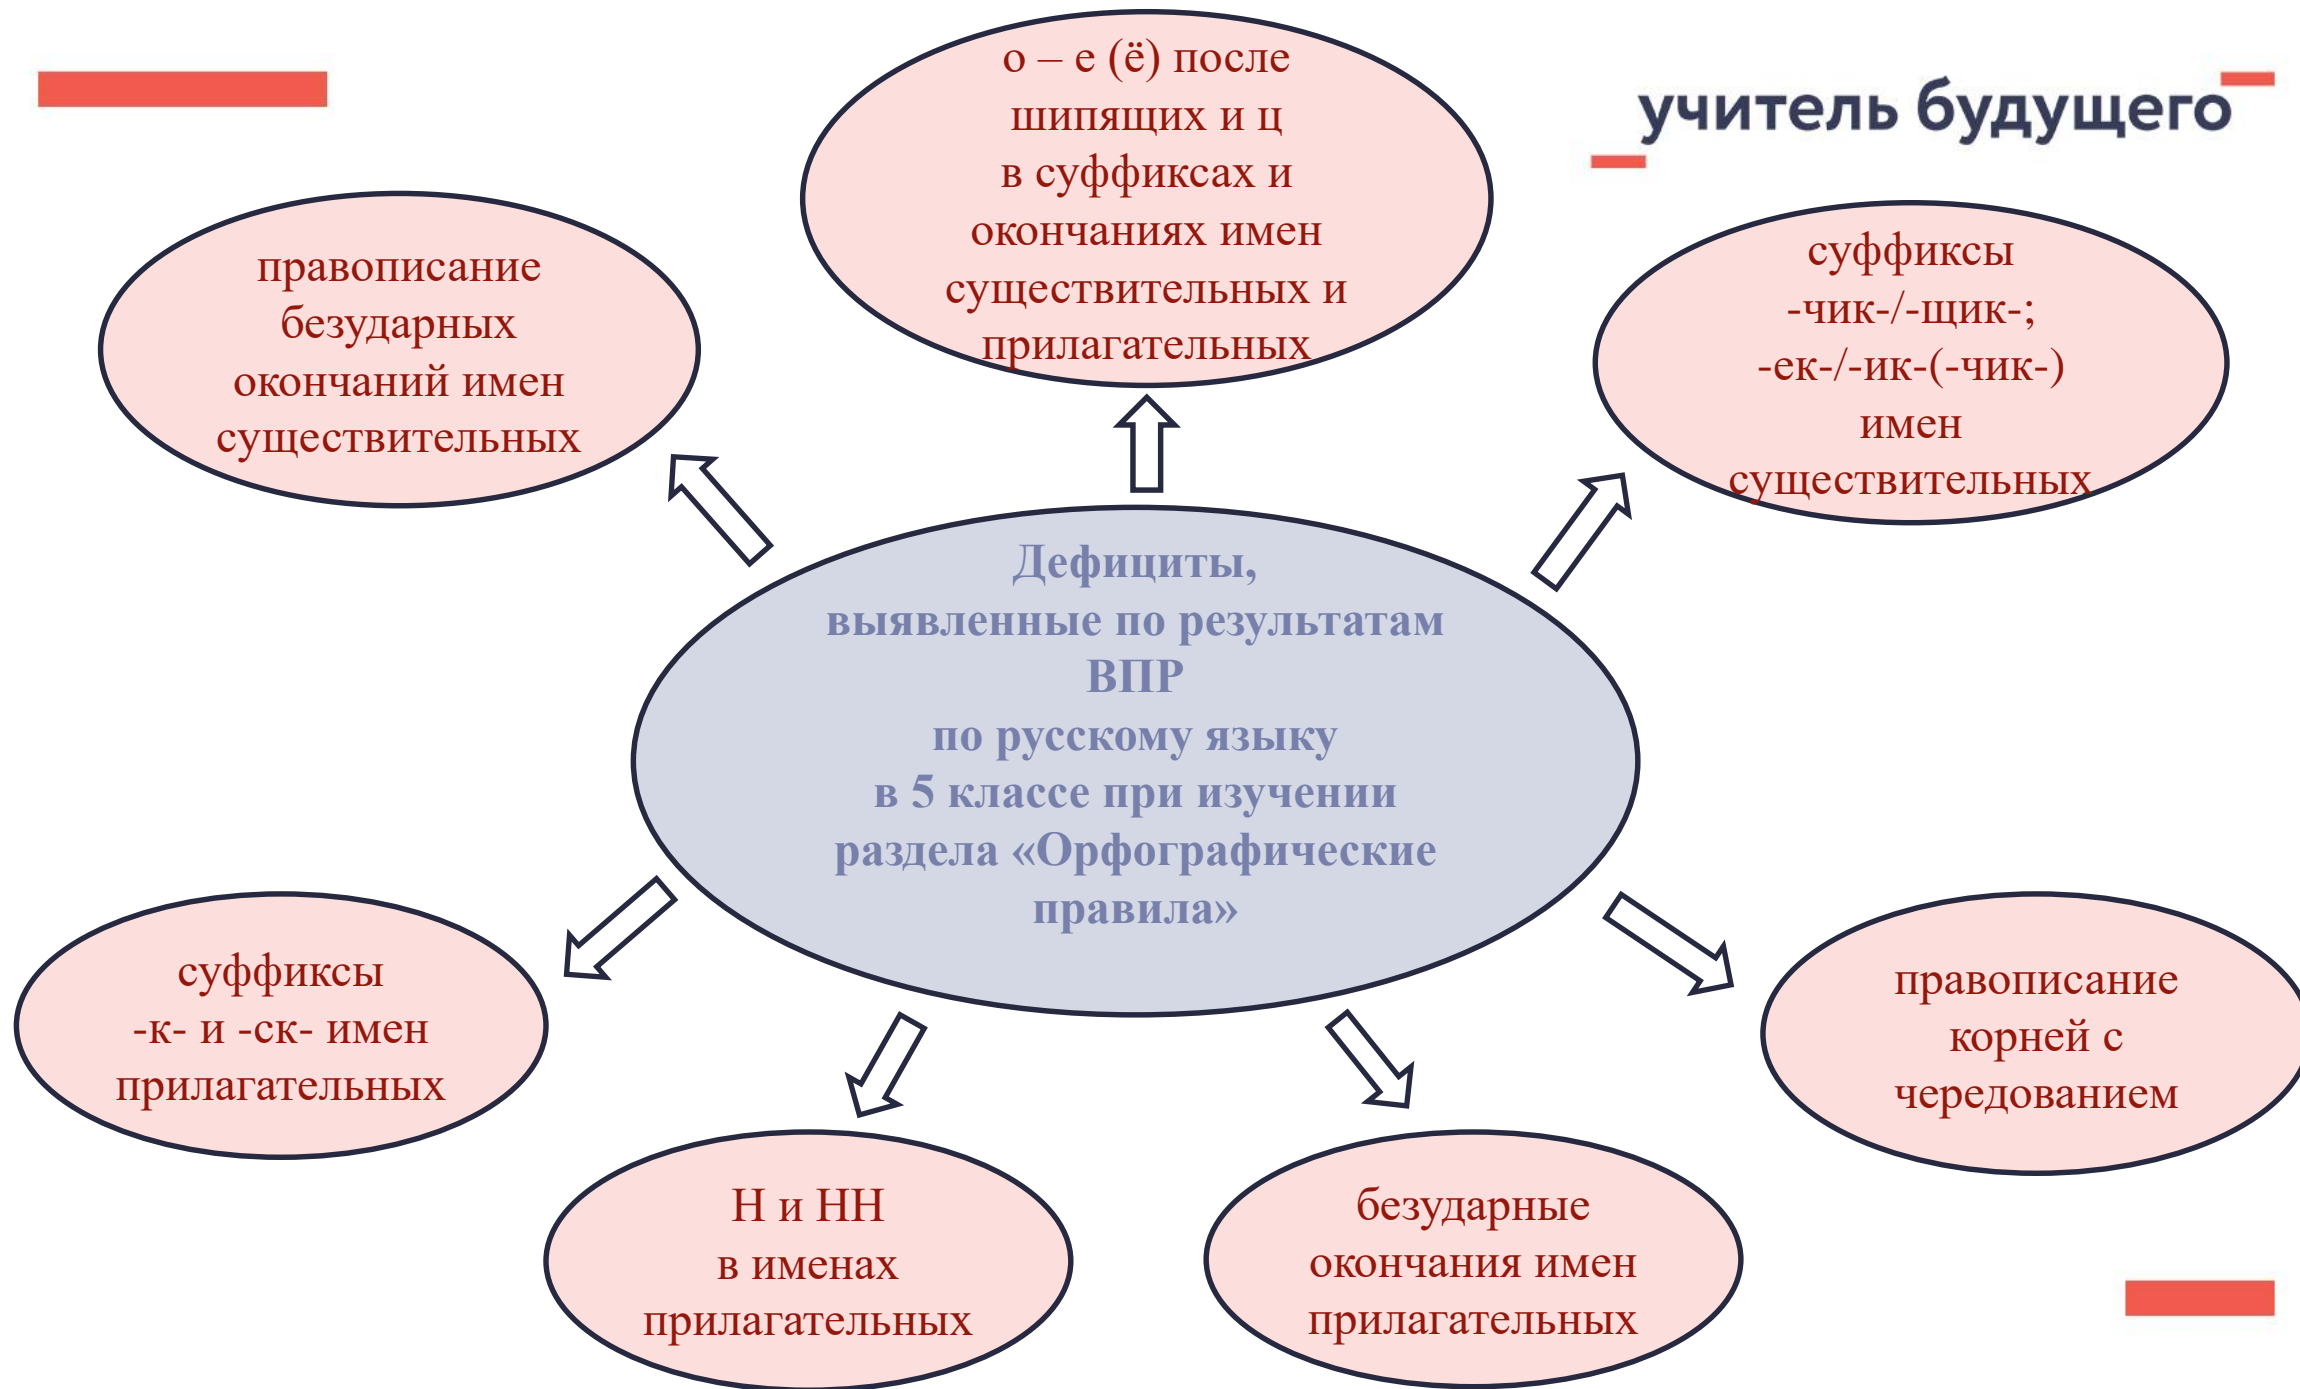 о – е (ё) после
шипящих и ц
в суффиксах и
окончаниях имен
существительных и
прилагательных
учитель будущего
правописание
безударных
окончаний имен
существительных
суффиксы
-чик-/-щик-;
-ек-/-ик-(-чик-)
имен
существительных
Дефициты,
выявленные по результатам
ВПР
по русскому языку
в 5 классе при изучении
раздела «Орфографические
правила»
суффиксы
-к- и -ск- имен
прилагательных
правописание
корней с
чередованием
Н и НН
в именах
прилагательных
безударные
окончания имен
прилагательных